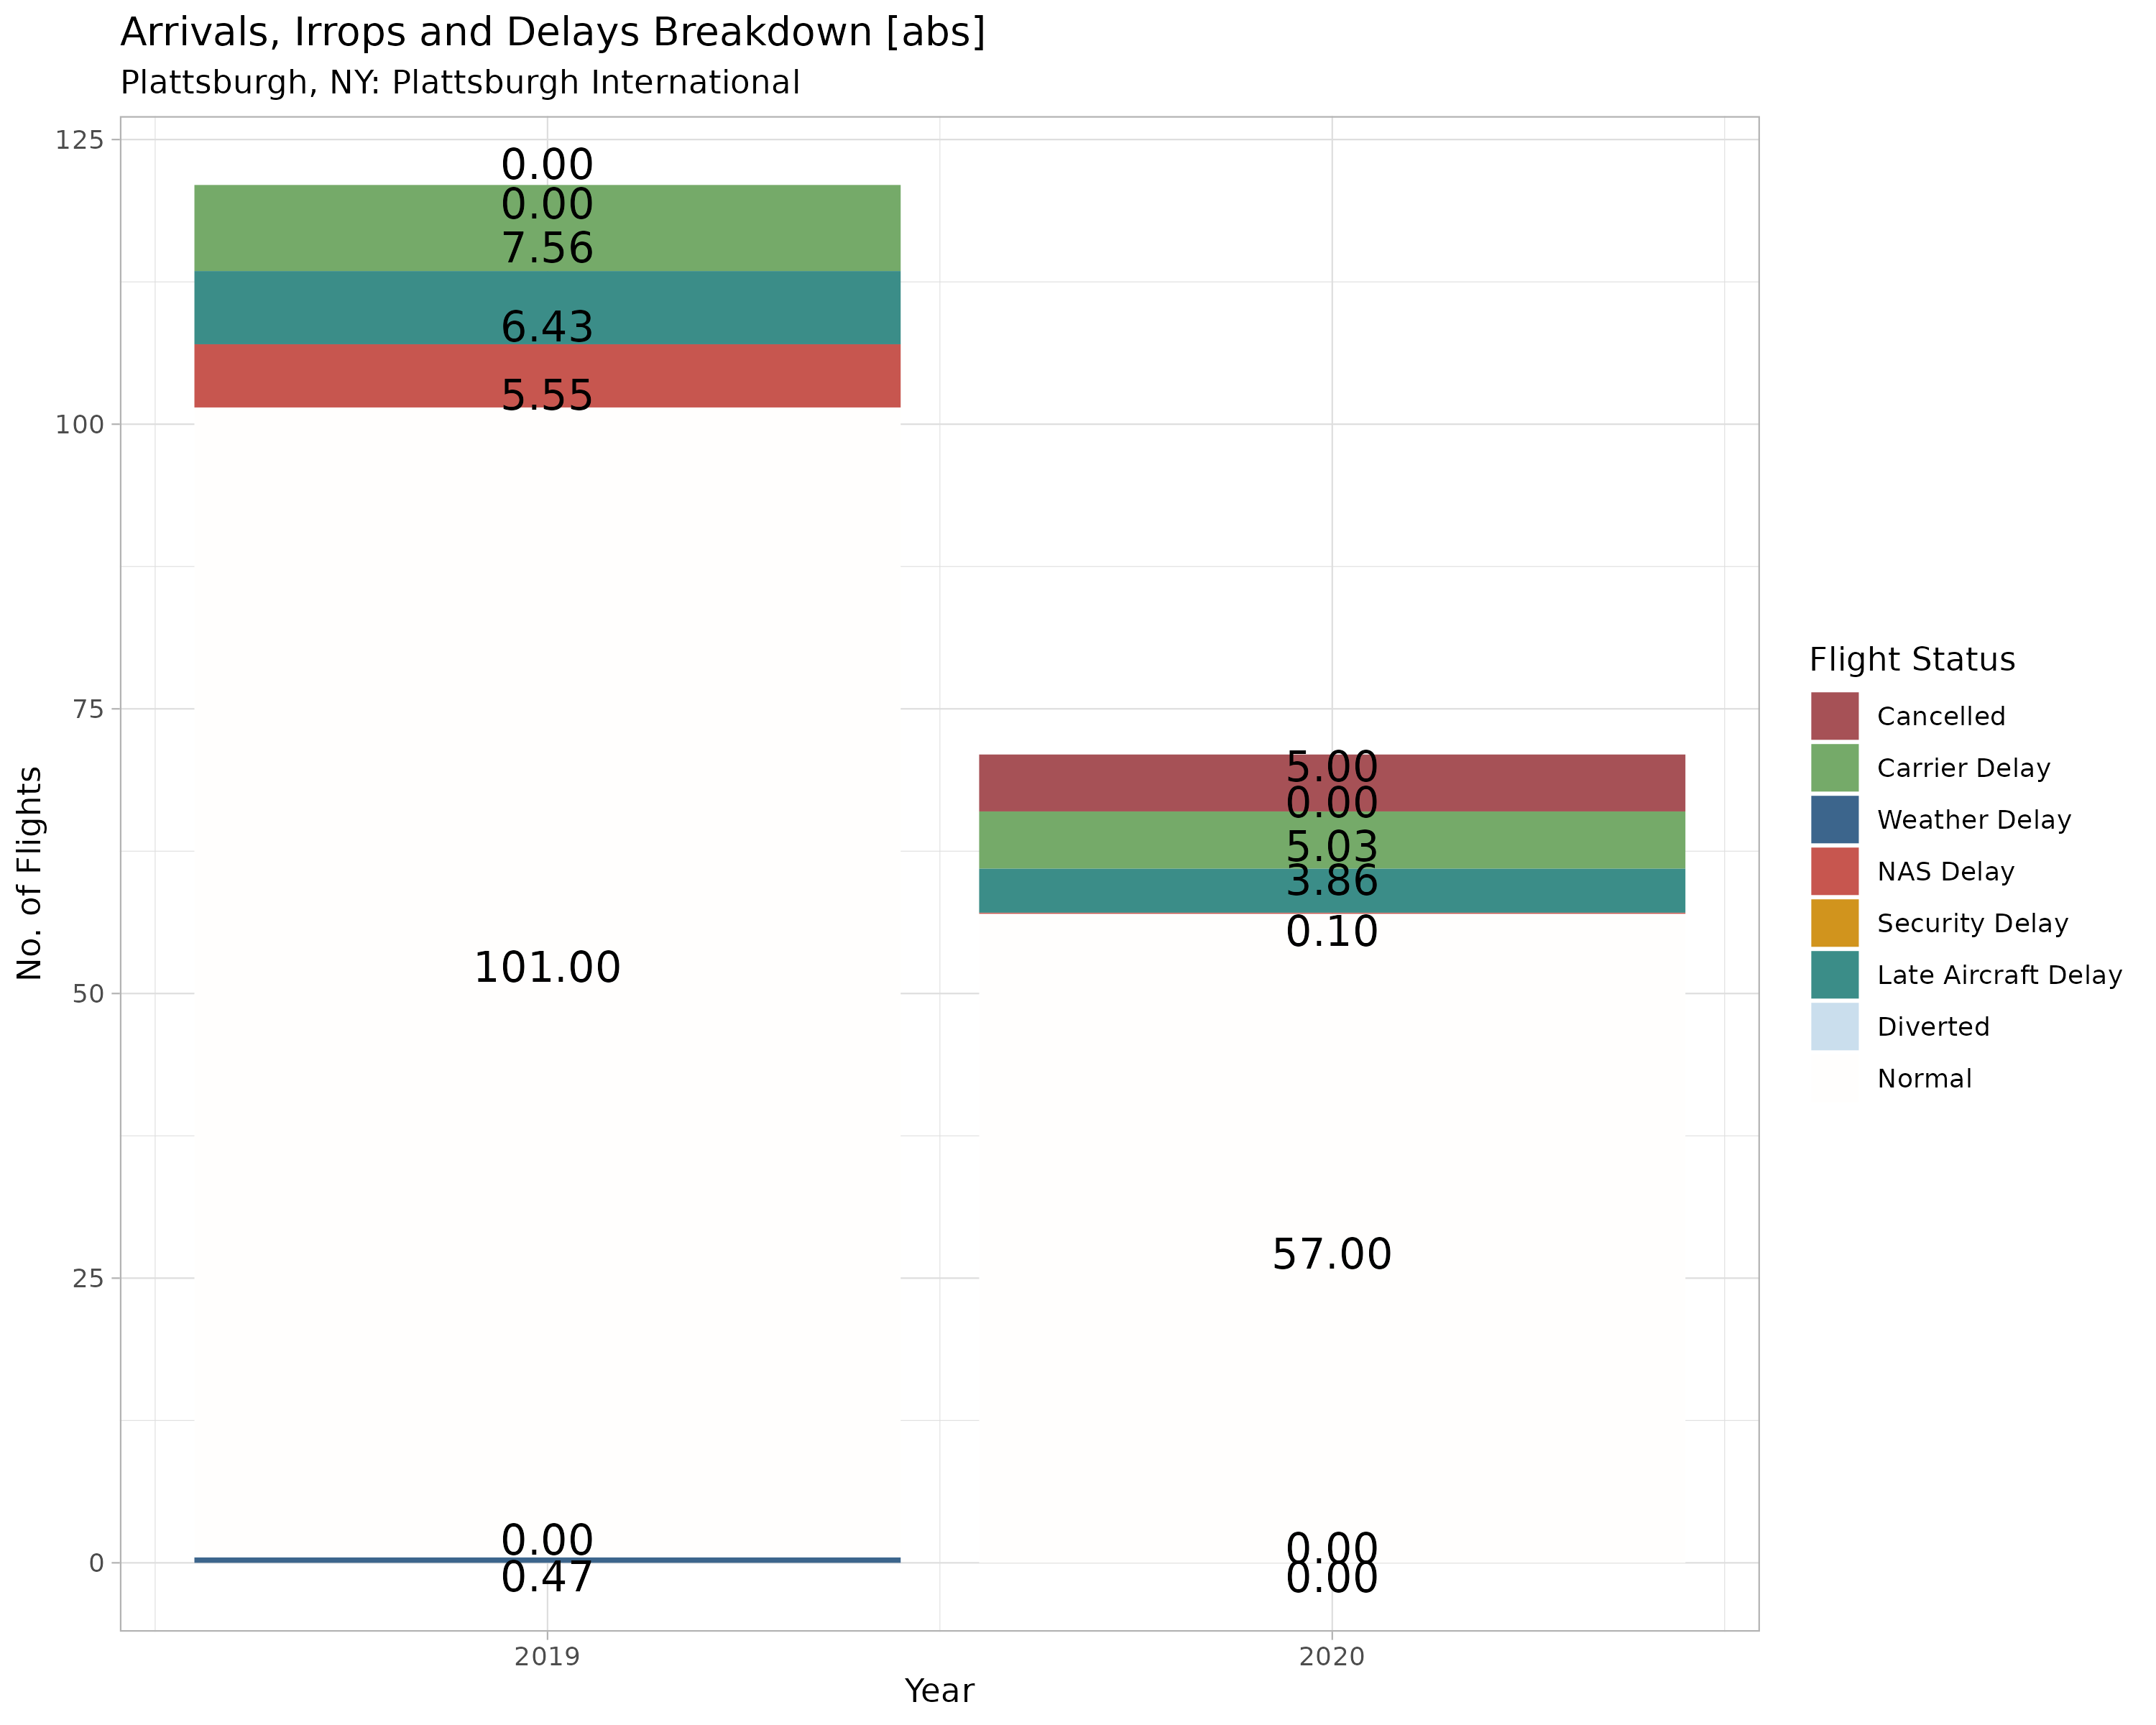 Arrivals, Irrops and Delays Breakdown [abs]
Plattsburgh, NY: Plattsburgh International
125
100
75
50
25
0
No. of Flights
0.00
0.00
7.56
6.43
5.55
101.00
0.00
0.47
5.00
0.00
5.03
3.86
0.10
57.00
0.00
0.00
2019
2020
Year
Flight Status
Cancelled
Carrier Delay
Weather Delay
NAS Delay
Security Delay
Late Aircraft Delay
Diverted
Normal